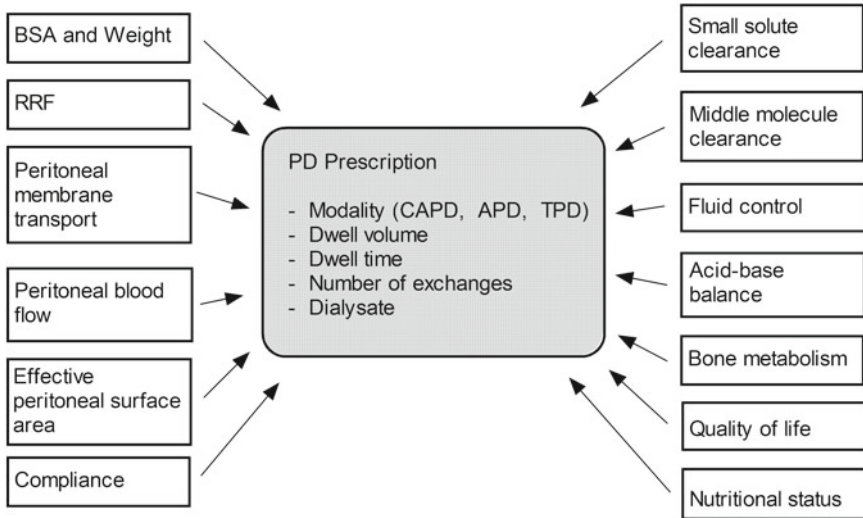 BSA and Weight
RRF
Peritoneal
membrane
transport
Peritoneal blood
flow
Effective
peritoneal surface
area
Compliance
PD Prescription
- Modality (CAPD, APD, TPD)
- Dwell volume
- Dwell time
- Number of exchanges
- Dialysate
Small solute
clearance
Middle molecule
clearance
Fluid control
Acid-base
balance
Bone metabolism
Quality of life
Nutritional status